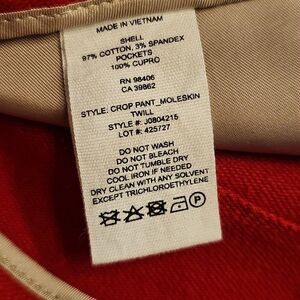 MADE IN VIETNAM
SHELL
97% COTTON, 3% SPANDEX
POCKETS
100% CUPRO
RN 98406
CA 39862
STYLE: CROP PANT_MOLESKIN
TWILL
STYLE #: J0804215
LOT #: 425727
DO NOT WASH
DO NOT BLEACH
DO NOT TUMBLE DRY
COOL IRON IF NEEDED
DRY CLEAN WITH ANY SOLVENT
EXCEPT TRICHLOROETHYLENE
P